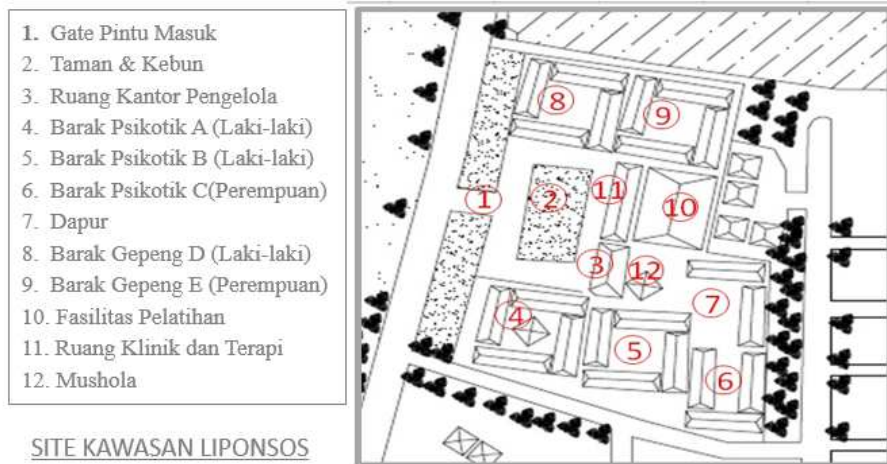 1. Gate Pintu Masuk
2. Taman & Kebun
3. Ruang Kantor Pengelola
4. Barak Psikotik A (Laki-laki)
5. Barak Psikotik B (Laki-laki)
6. Barak Psikotik C(Perempuan)
7. Dapur
8. Barak Gepeng D (Laki-laki)
9. Barak Gepeng E (Perempuan)
10. Fasilitas Pelatihan
11. Ruang Klinik dan Terapi
12. Mushola
SITE KAWASAN LIPONSOS
8
9
1
2
11
10
3
12
7
4
5
6